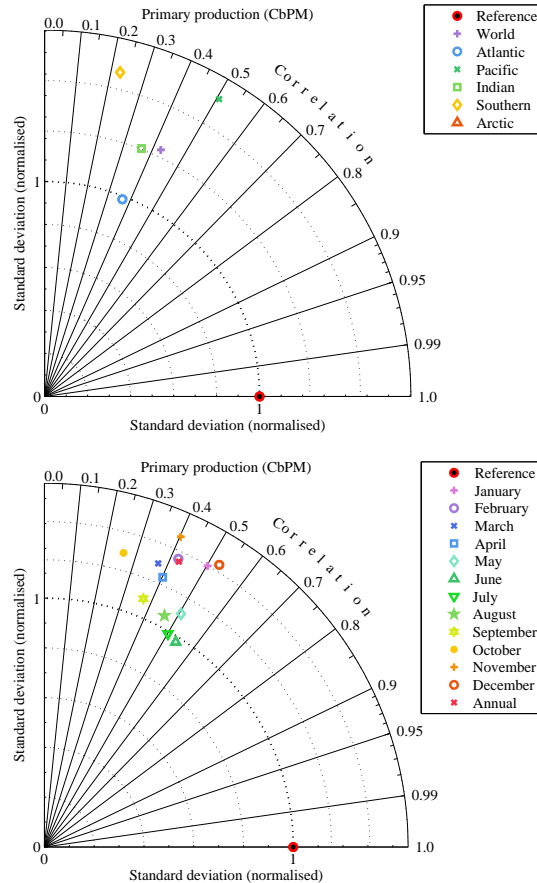 Primary production (CbPM)
0.0
0.1
0.2
0.3
0.4
0.5
0.6
0.7
0.8
0.9
0.95
0.99
1.0
Correlation
Standard deviation (normalised)
1
0
0
1
Standard deviation (normalised)
Reference
World
Atlantic
Pacific
Indian
Southern
Arctic
Primary production (CbPM)
0.0
0.1
0.2
0.3
0.4
0.5
0.6
0.7
0.8
0.9
0.95
0.99
1.0
Correlation
Standard deviation (normalised)
1
0
0
1
Standard deviation (normalised)
Reference
January
February
March
April
May
June
July
August
September
October
November
December
Annual